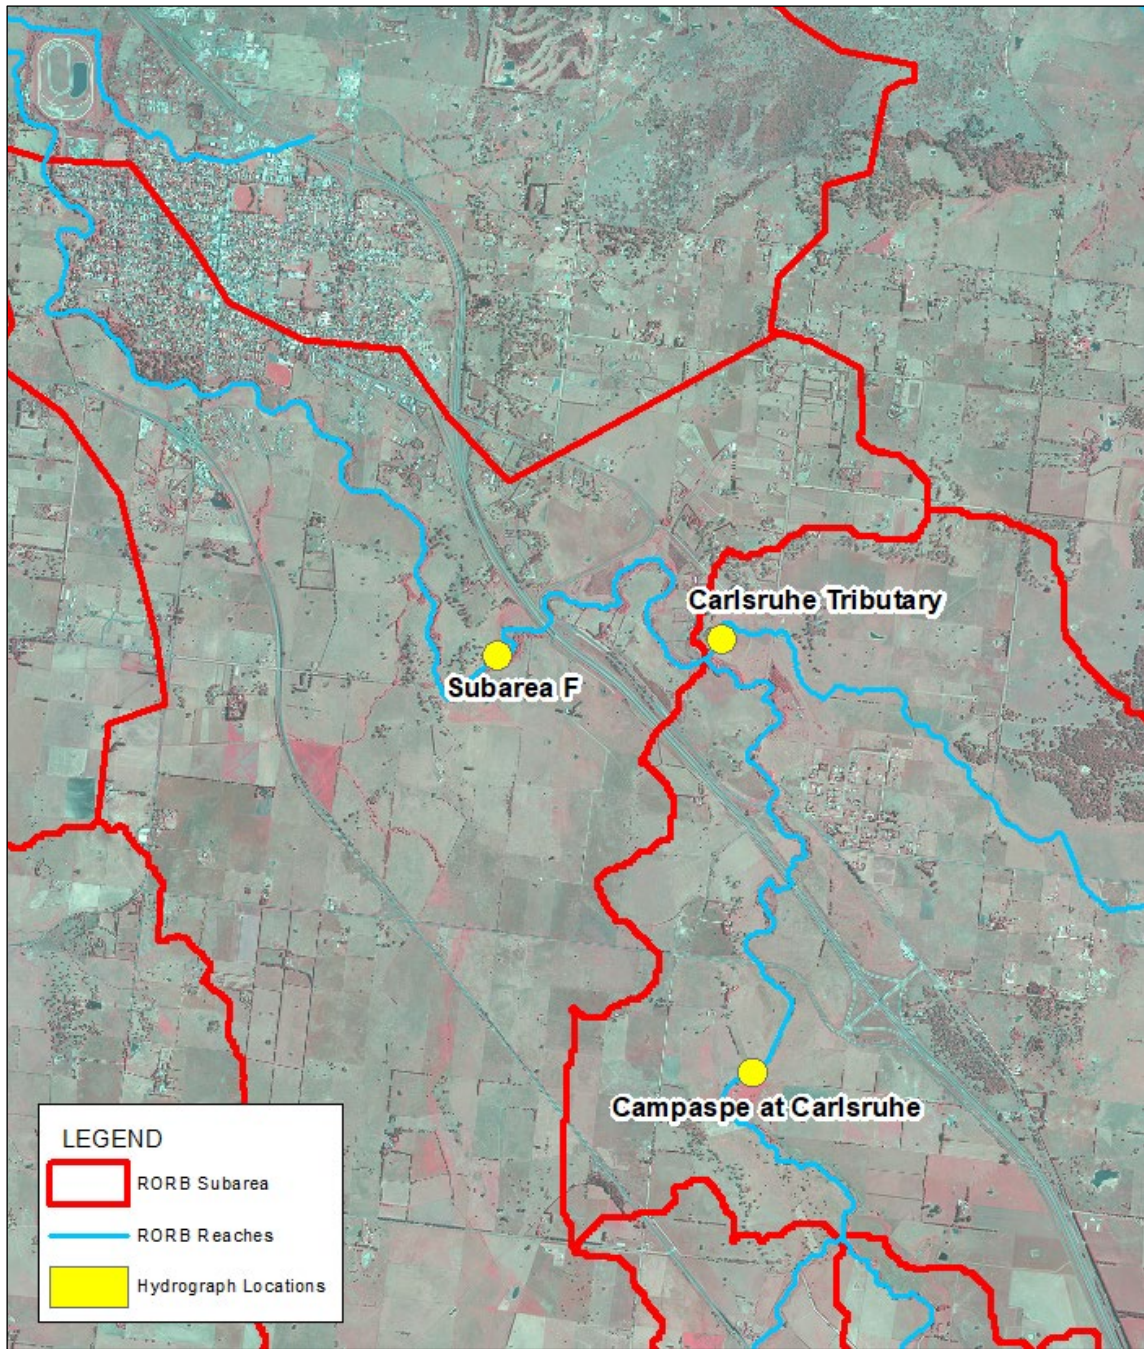 Carlsruhe Tributary
Subarea F
Campaspe at Carlsruhe
LEGEND
RORB Subarea
RORB Reaches
Hydrograph Locations